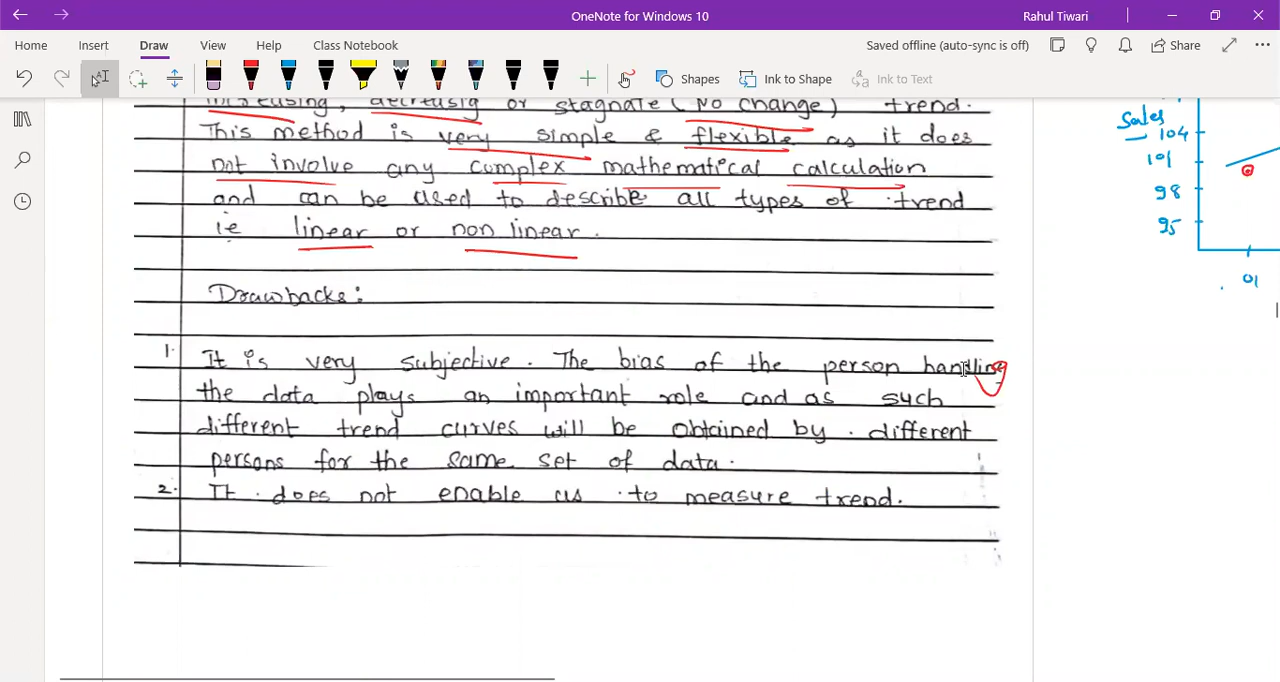 OneNote for Windows 10
Rahul Tiwari
Home Insert Draw View Help Class Notebook
Saved offline (auto-sync is off)
Share
Shapes
Ink to Shape
Ink to Text
increasing, decreasig or stagnate (No change) trend.
This method is very simple & flexible as it does
not involve any complex mathematical calculation
and can be used to describe all types of trend
ie linear or non linear.
Drawbacks:
1. It is very subjective. The bias of the person handling
the data plays an important role and as such
different trend curves will be obtained by different
persons for the same set of data.
2. It does not enable us to measure trend.
Sales
104
101
98
95
01